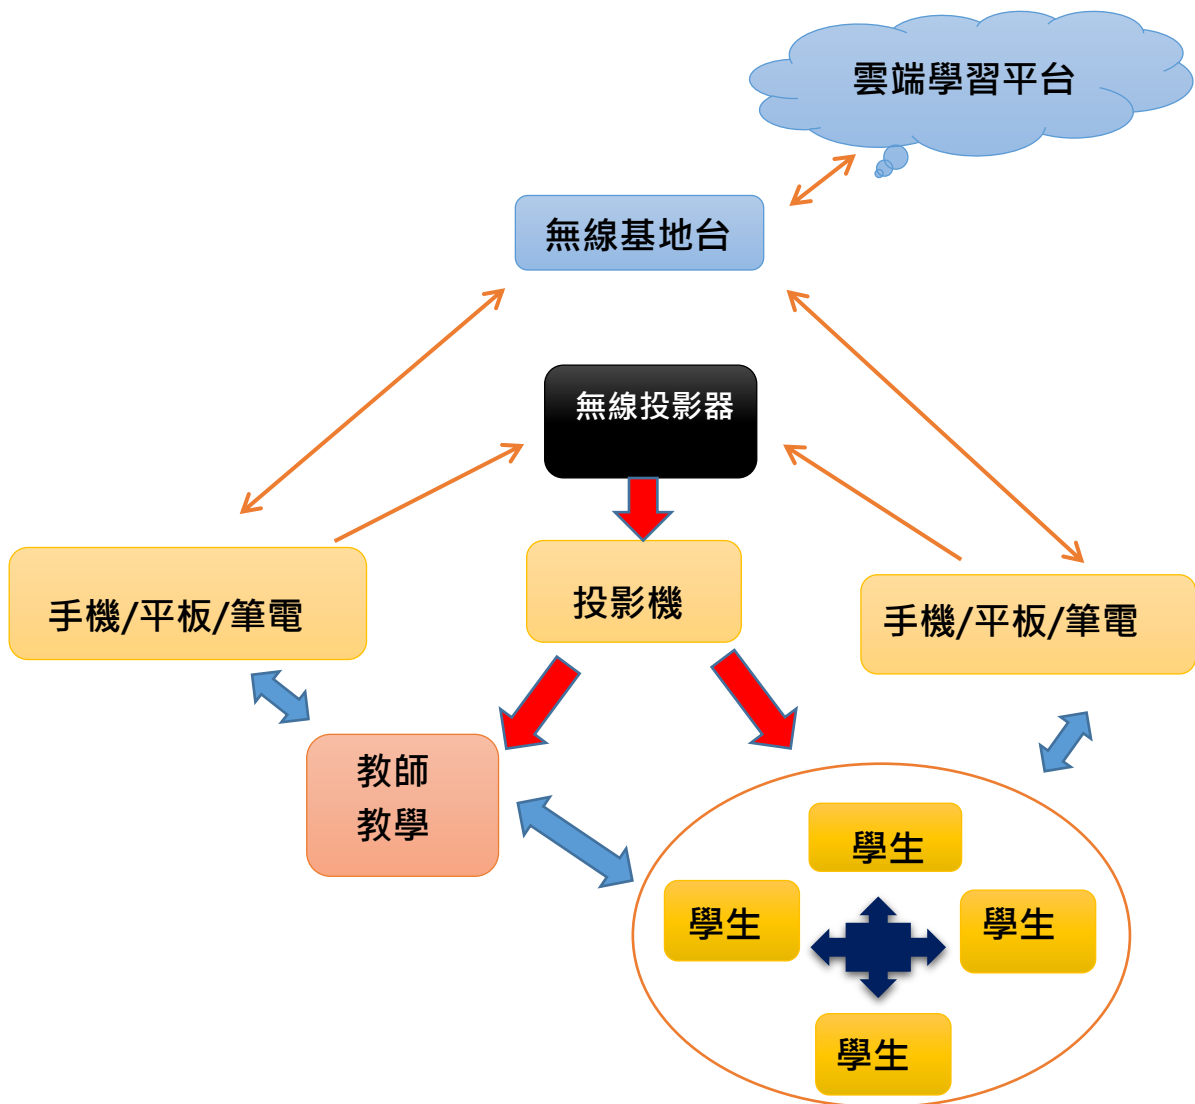 雲端學習平台
無線基地台
無線投影器
手機/平板/筆電
投影機
手機/平板/筆電
教師
教學
學生
學生
學生
學生